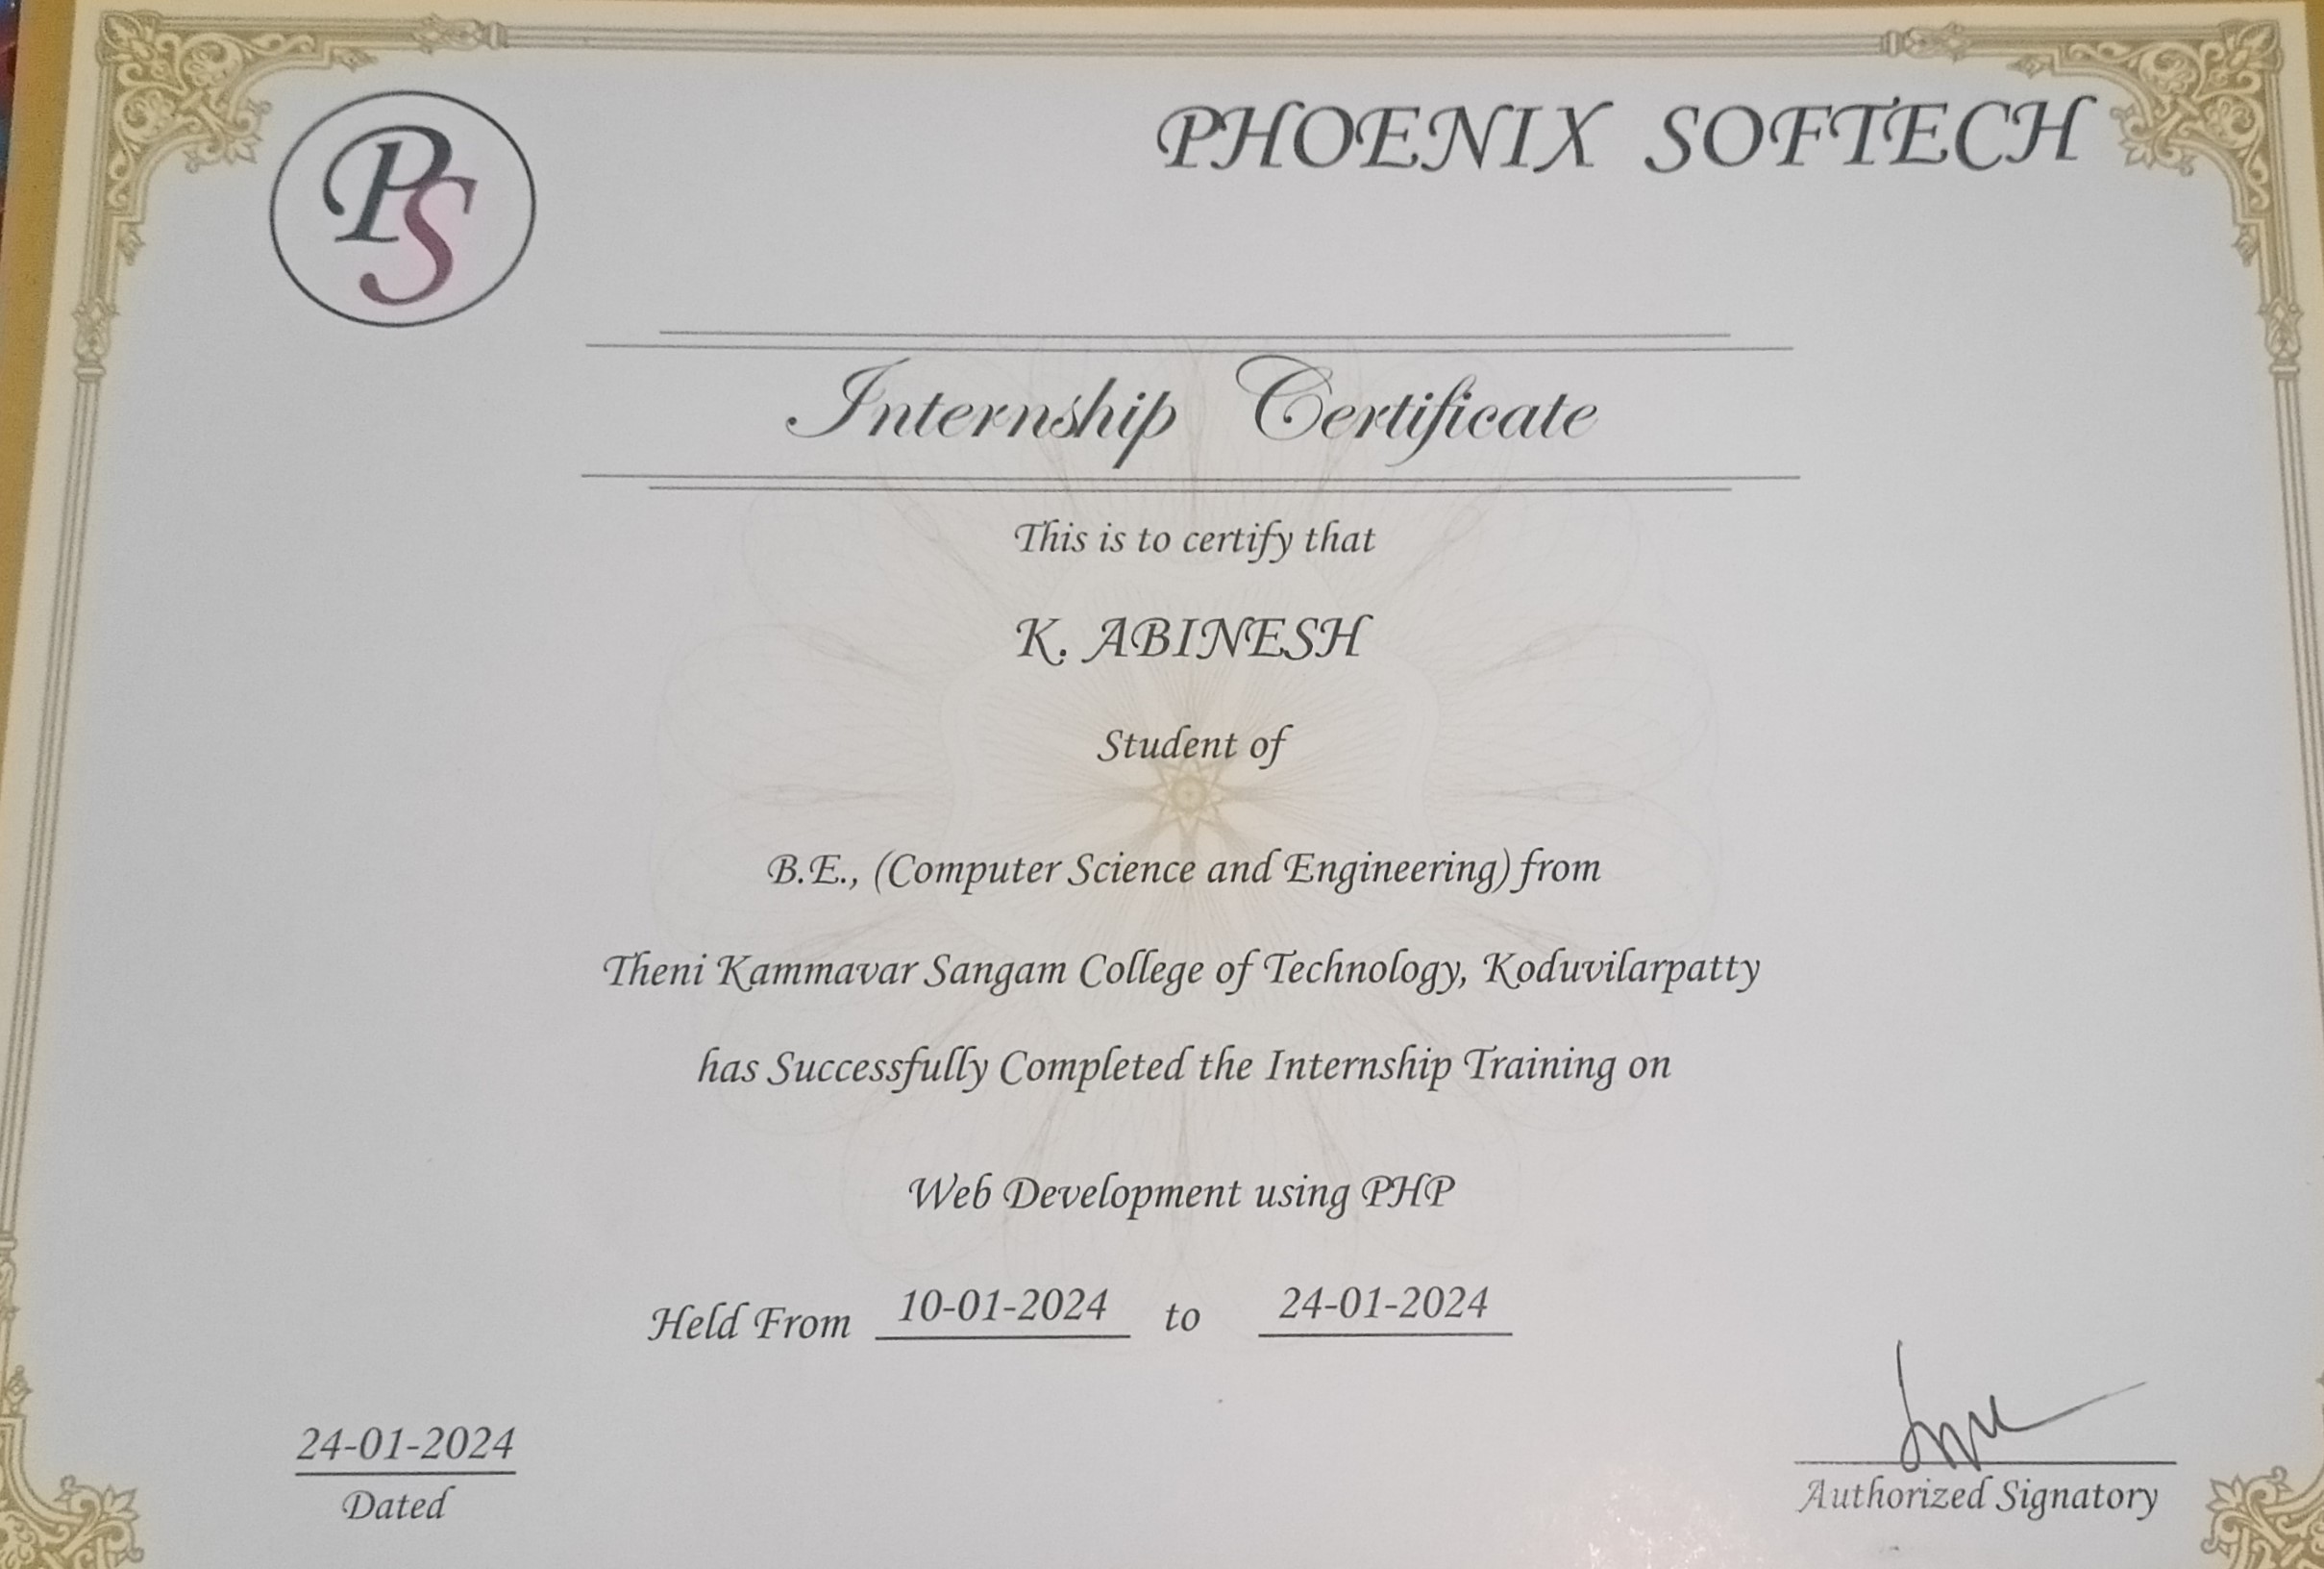 PS
PHOENIX SOFTECH
Internship Certificate
This is to certify that
K. ABINESH
Student of
B.E., (Computer Science and Engineering) from
Theni Kammavar Sangam College of Technology, Koduvilarpatty
has Successfully Completed the Internship Training on
Web Development using PHP
Held From 10-01-2024 to 24-01-2024
24-01-2024
Dated
Authorized Signatory